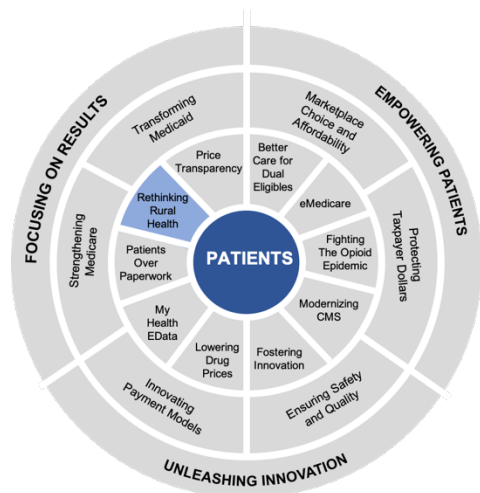 FOCUSING ON RESULTS
EMPOWERING PATIENTS
UNLEASHING INNOVATION
Transforming
Medicaid
Marketplace
Choice and
Affordability
Protecting
Taxpayer Dollars
Ensuring Safety
and Quality
Innovating
Payment Models
Strengthening
Medicare
Price
Transparency
Better
Care for
Dual
Eligibles
eMedicare
Fighting
The Opioid
Epidemic
Modernizing
CMS
Fostering
Innovation
Lowering
Drug
Prices
My
Health
EData
Patients
Over
Paperwork
Rethinking
Rural
Health
PATIENTS